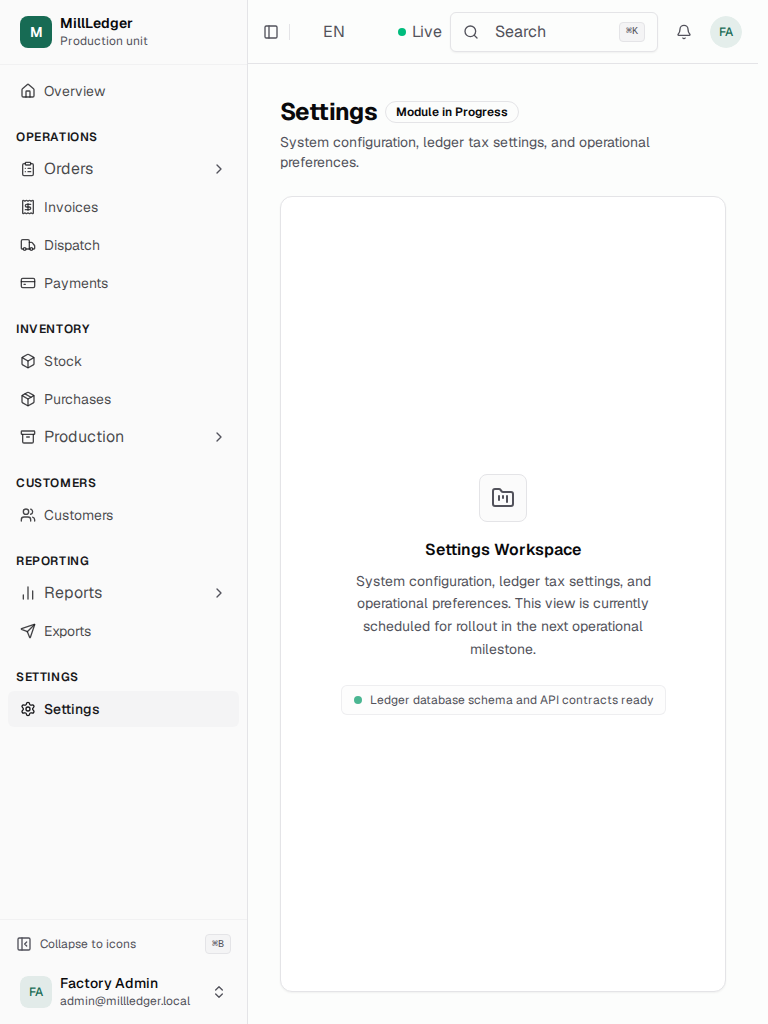 M
MillLedger
Production unit
Overview
OPERATIONS
Orders
Invoices
Dispatch
Payments
INVENTORY
Stock
Purchases
Production
CUSTOMERS
Customers
REPORTING
Reports
Exports
SETTINGS
Settings
Collapse to icons ⌘B
FA
Factory Admin
admin@millledger.local
EN
Live
Search ⌘K
FA
Settings
Module in Progress
System configuration, ledger tax settings, and operational
preferences.
Settings Workspace
System configuration, ledger tax settings, and
operational preferences. This view is currently
scheduled for rollout in the next operational
milestone.
Ledger database schema and API contracts ready